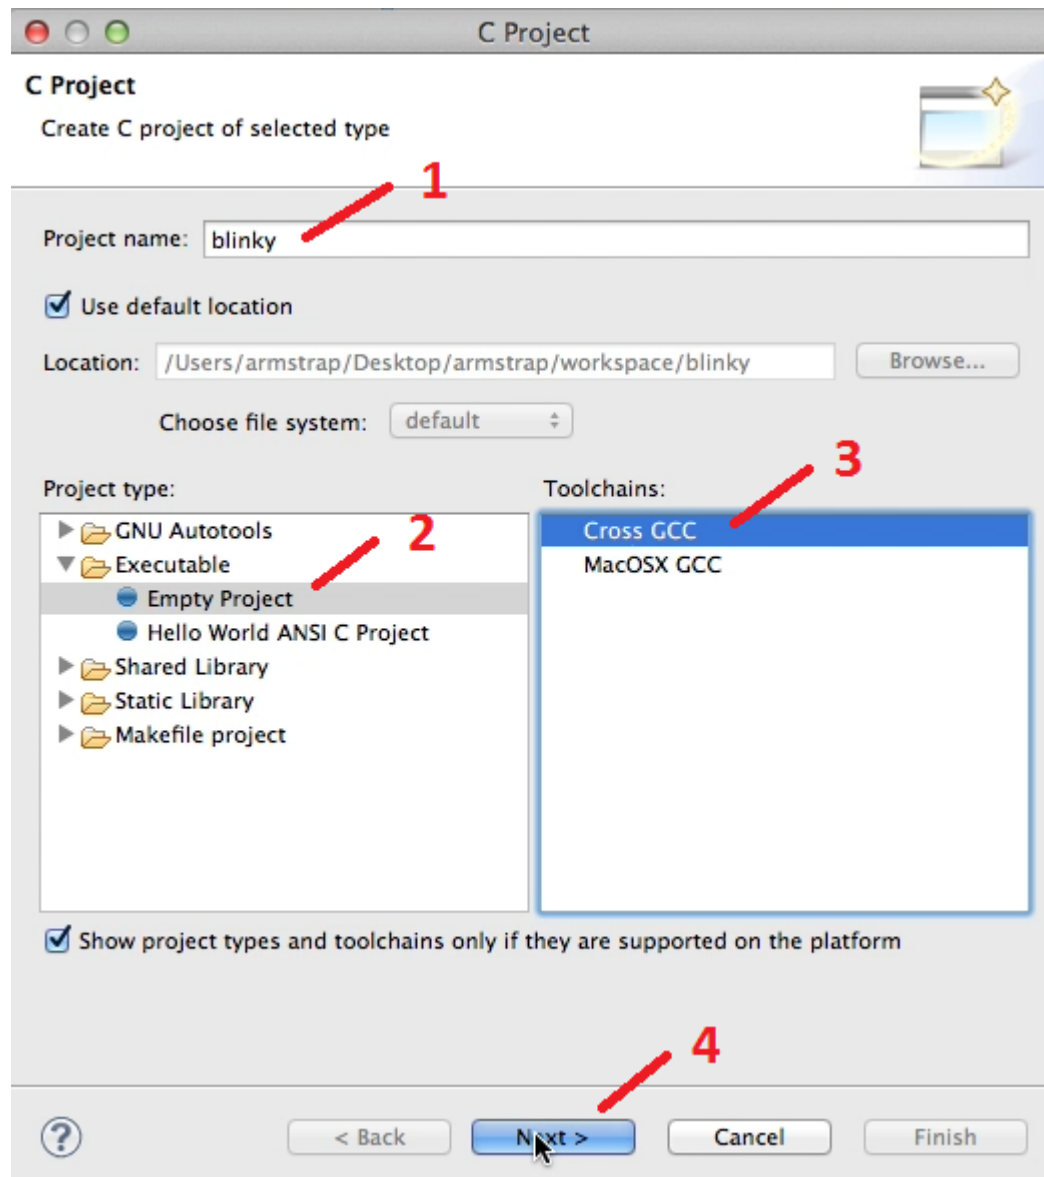 C Project
C Project
Create C project of selected type
1
Project name: blinky
Use default location
Location: /Users/armstrap/Desktop/armstrap/workspace/blinky Browse...
Choose file system: default
3
Project type: Toolchains:
GNU Autotools Cross GCC
2
Executable MacOSX GCC
Empty Project
Hello World ANSI C Project
Shared Library
Static Library
Makefile project
Show project types and toolchains only if they are supported on the platform
4
? < Back Next > Cancel Finish